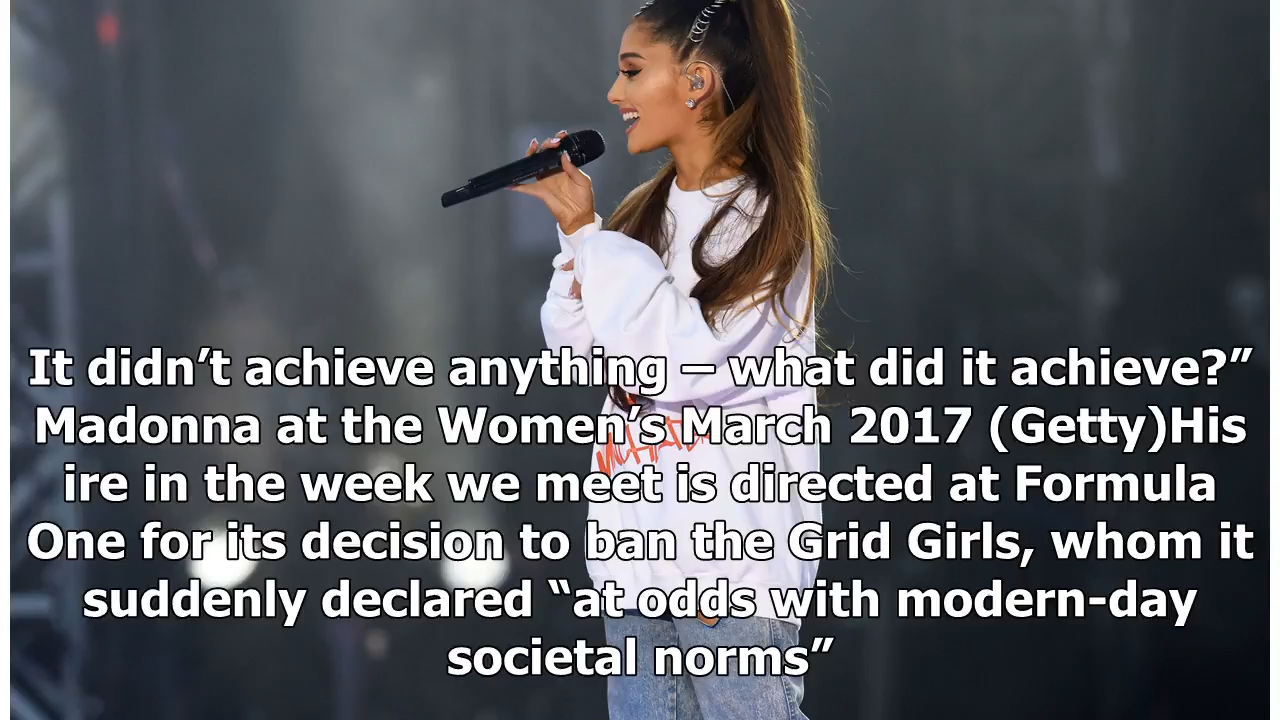 It didn’t achieve anything – what did it achieve?”
Madonna at the Women’s March 2017 (Getty)His
ire in the week we meet is directed at Formula
One for its decision to ban the Grid Girls, whom it
suddenly declared “at odds with modern-day
societal norms”